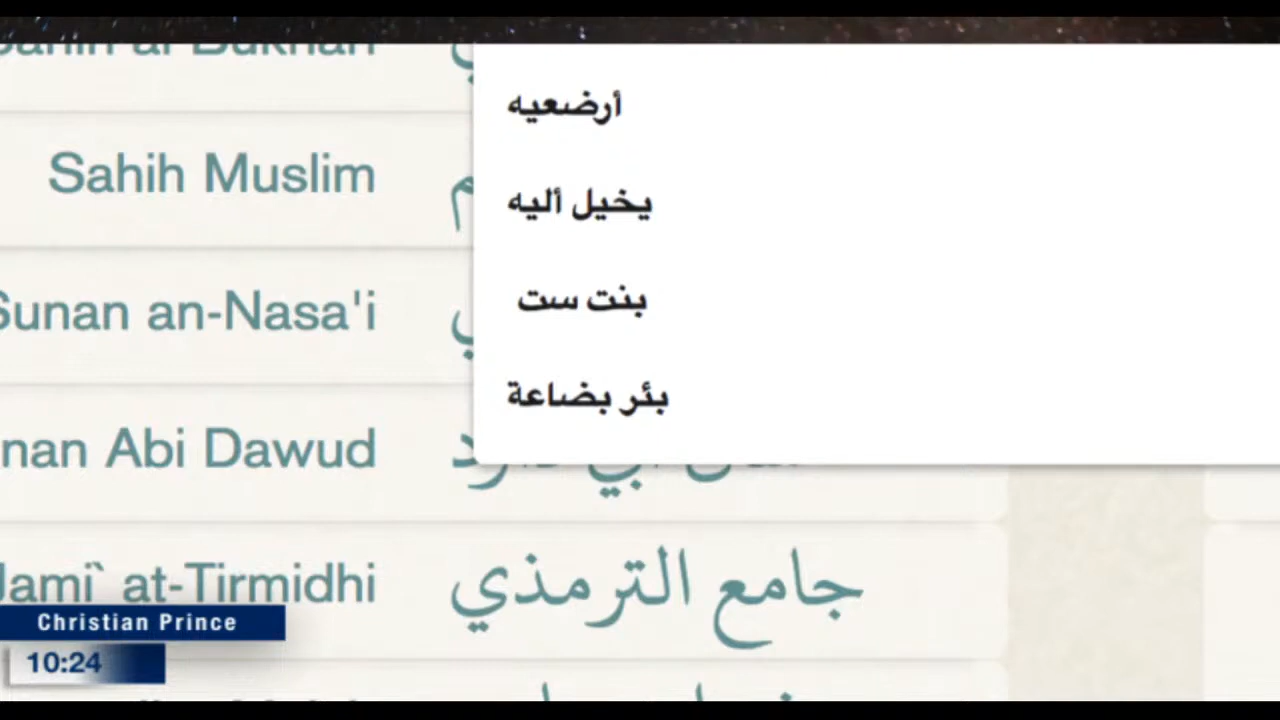 Sahih Muslim
Sunan an-Nasa'i
Abi Dawud
Jami` at-Tirmidhi جامع الترمذي
أرضعيه
يخيل أليه
بنت ست
بئر بضاعة
Christian Prince
10:24